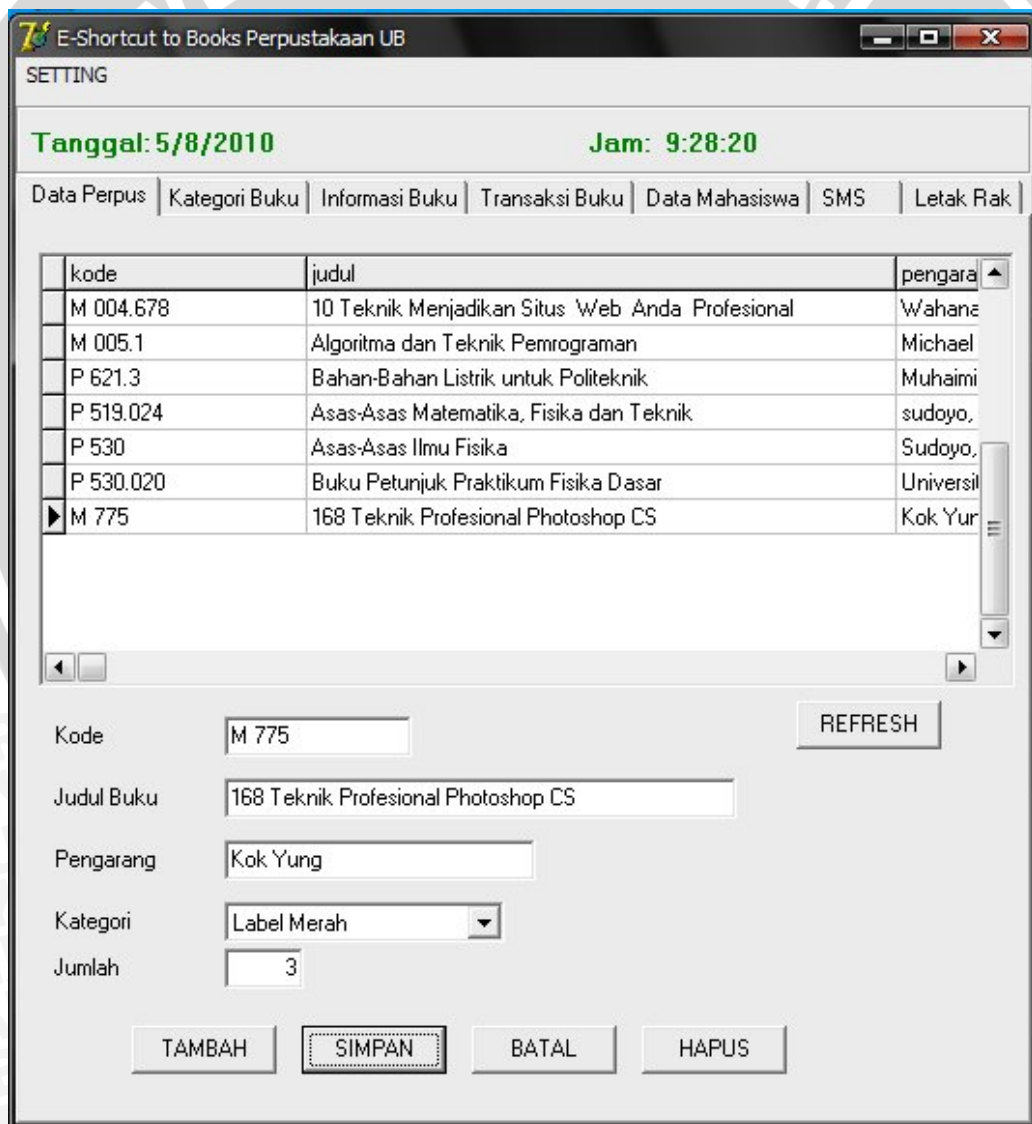 E-Shortcut to Books Perpustakaan UB
SETTING
Tanggal: 5/8/2010 Jam: 9:28:20
Data Perpus Kategori Buku Informasi Buku Transaksi Buku Data Mahasiswa SMS Letak Rak
kode judul pengara
M 004.678 10 Teknik Menjadikan Situs Web Anda Profesional Wahana
M 005.1 Algoritma dan Teknik Pemrograman Michael
P 621.3 Bahan-Bahan Listrik untuk Politeknik Muhaimi
P 519.024 Asas-Asas Matematika, Fisika dan Teknik sudoyo,
P 530 Asas-Asas Ilmu Fisika Sudoyo,
P 530.020 Buku Petunjuk Praktikum Fisika Dasar Universit
M 775 168 Teknik Profesional Photoshop CS Kok Yun
REFRESH
Kode M 775
Judul Buku 168 Teknik Profesional Photoshop CS
Pengarang Kok Yung
Kategori Label Merah
Jumlah 3
TAMBAH SIMPAN BATAL HAPUS